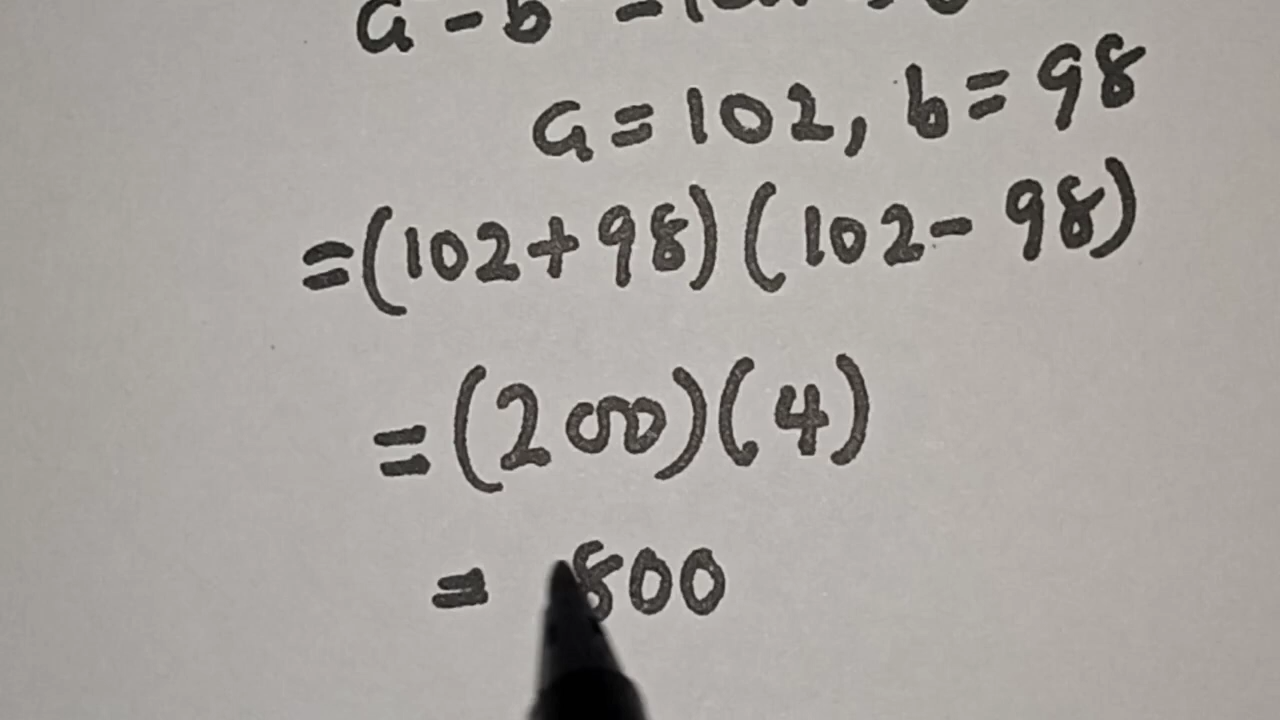 a - b =
a = 102, b = 98
= (102 + 98) (102 - 98)
= (200) (4)
= 800